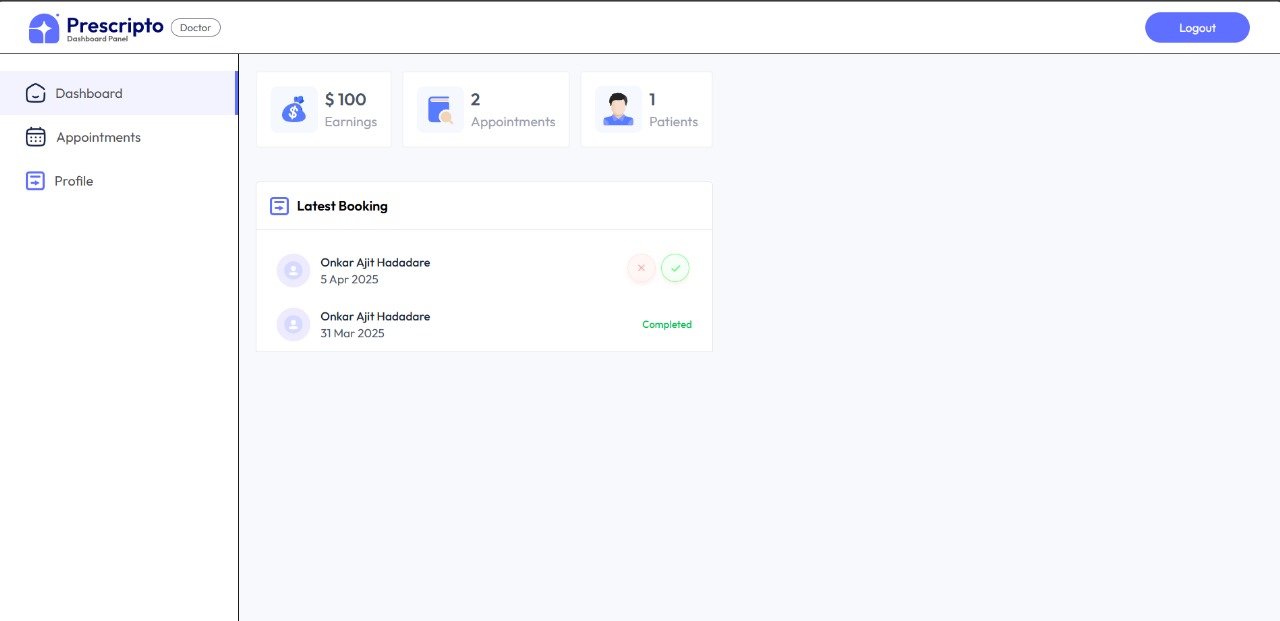 Prescripto
Dashboard Panel
Doctor
Logout
Dashboard
Appointments
Profile
$ 100
Earnings
2
Appointments
1
Patients
Latest Booking
Onkar Ajit Hadadare
5 Apr 2025
Onkar Ajit Hadadare
31 Mar 2025
Completed